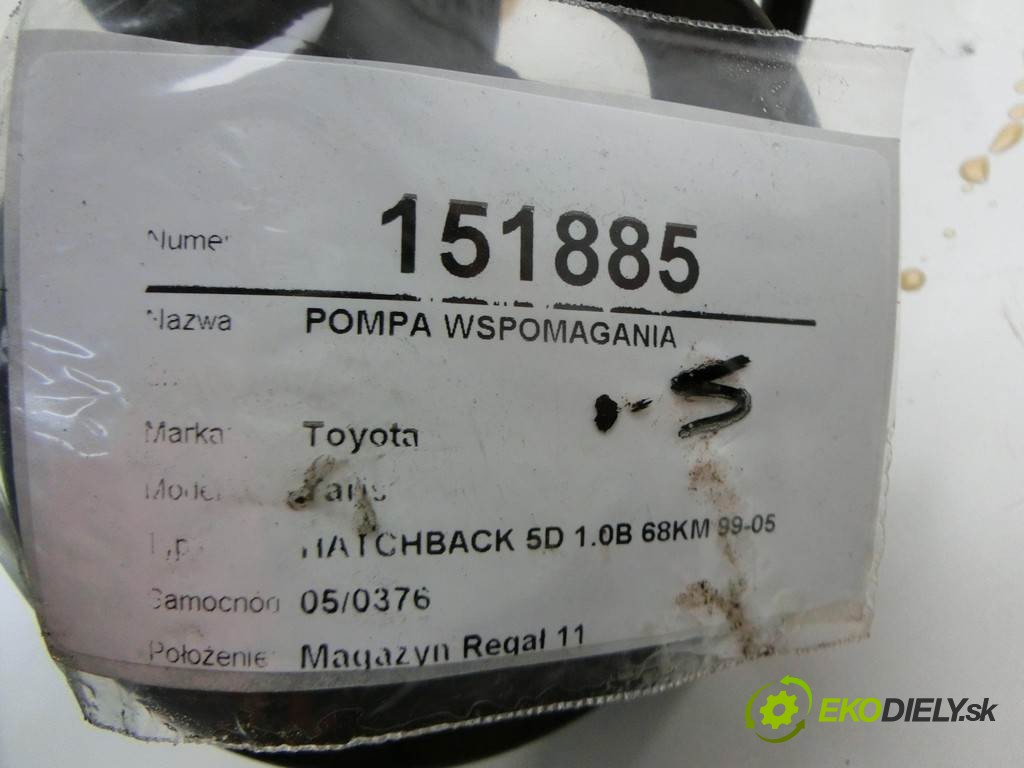 Numer 151885
Nazwa POMPA WSPOMAGANIA
Marka Toyota
Model Yaris
Typ HATCHBACK 5D 1.0B 68KM 99-05
Samochód 05/0376
Położenie Magazyn Regał 11
EKODIELY.sk